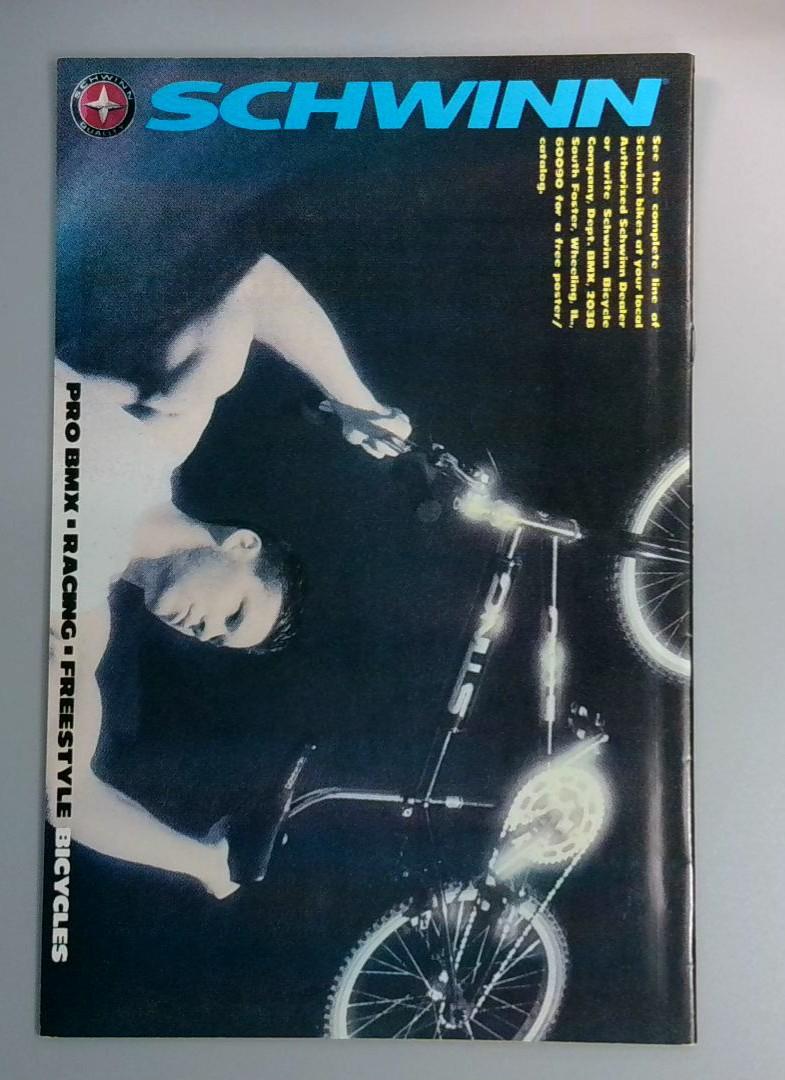 SCHWINN
QUALITY
SCHWINN
See the complete line of
Schwinn bikes at your local
Authorized Schwinn Dealer
or write Schwinn Bicycle
Company, Dept. BMX, 2038
South Foster, Wheeling, IL,
60090 for a free poster/
catalog.
PRO BMX ▪ RACING ▪ FREESTYLE BICYCLES